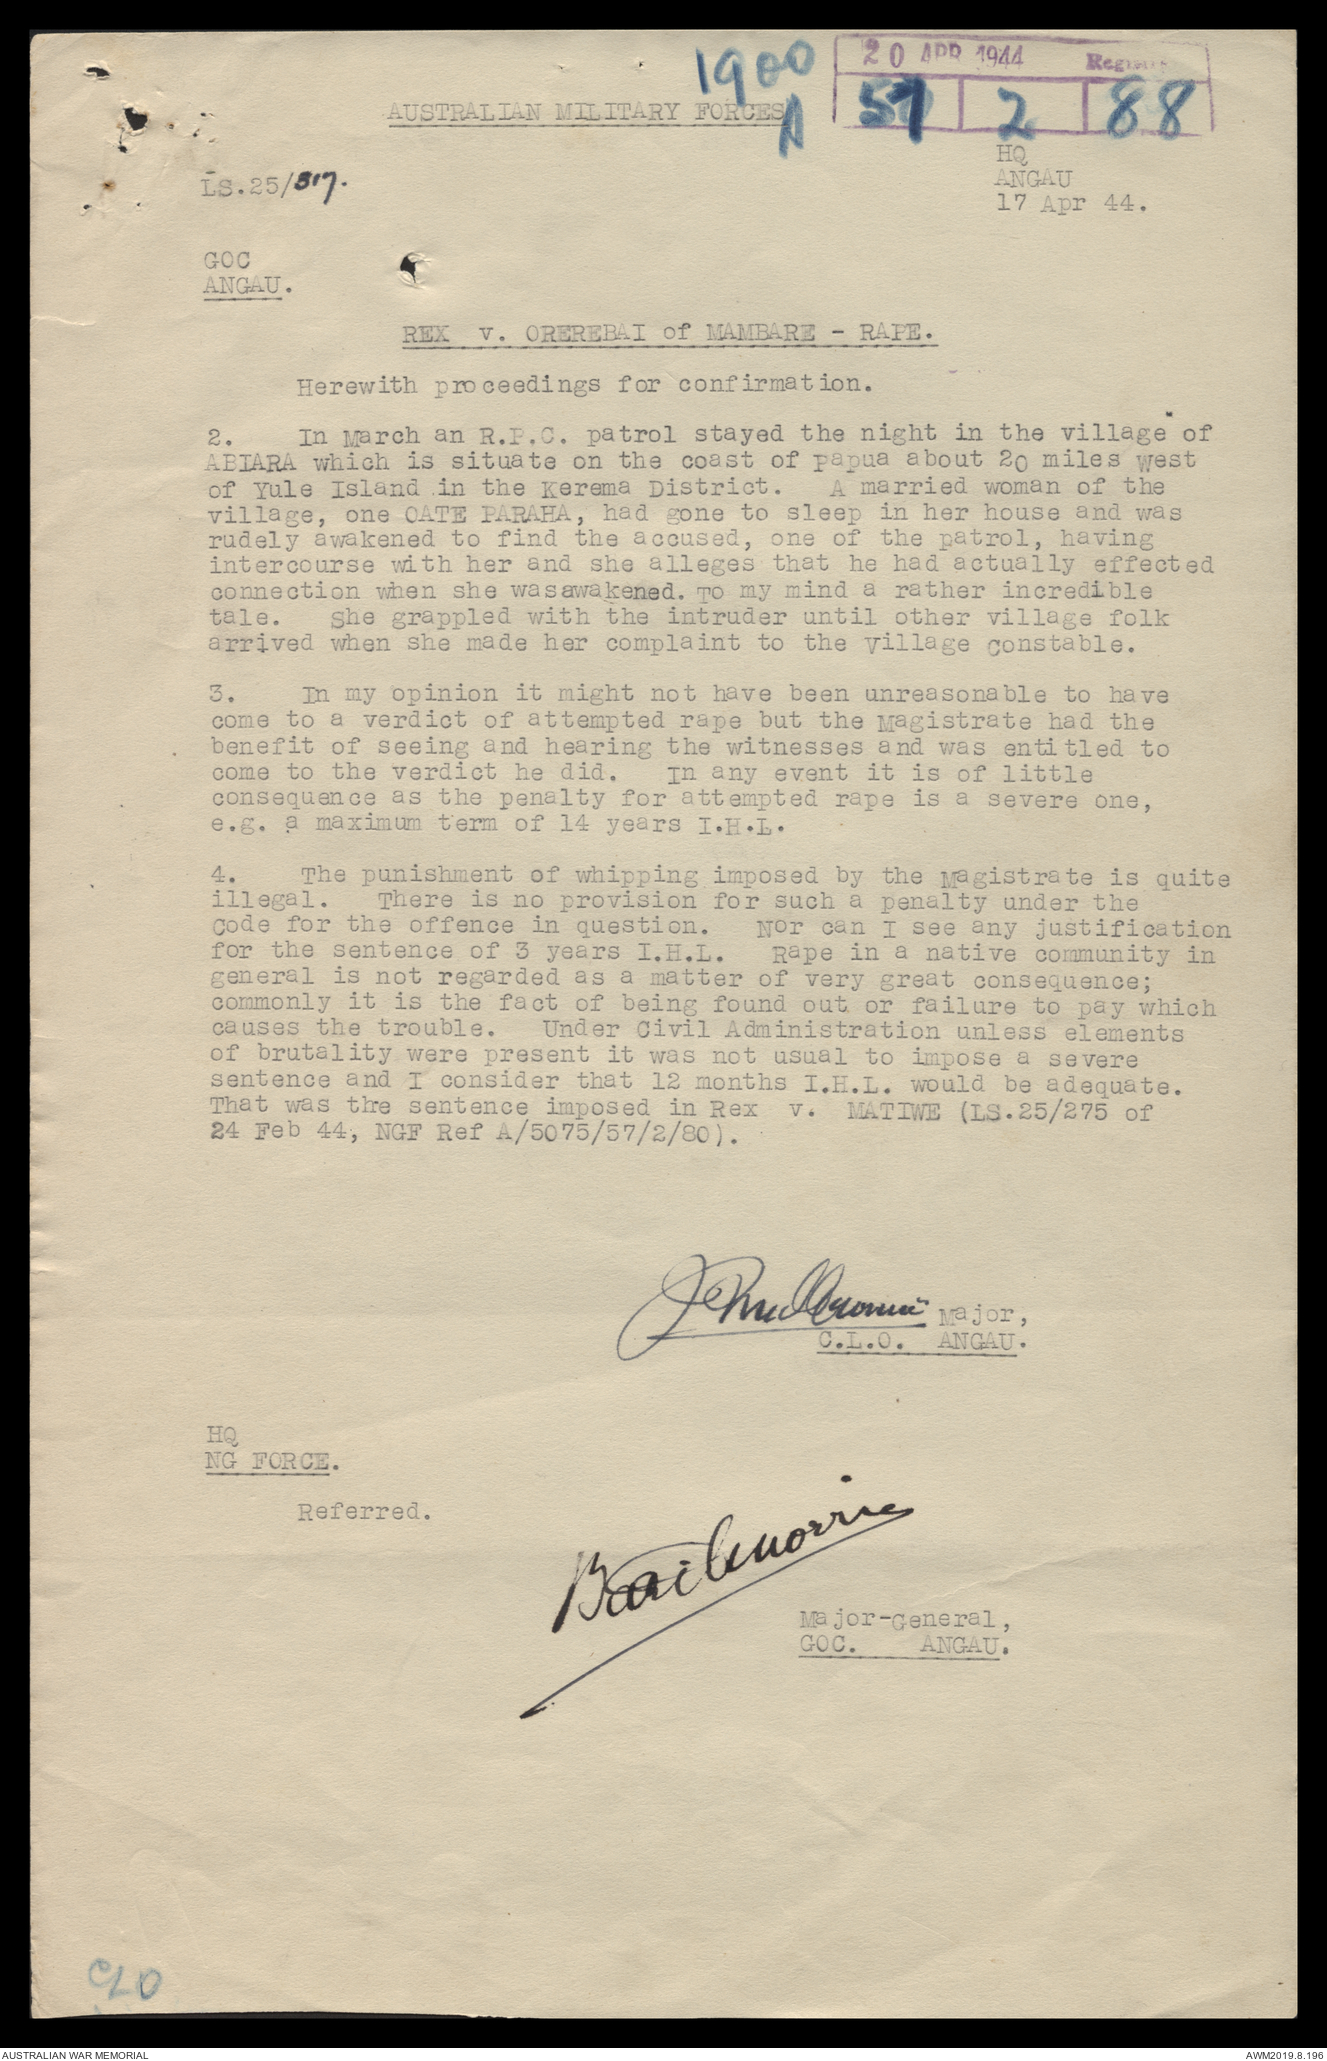 1900
A
20 APR 1944
57 2 88
AUSTRALIAN MILITARY FORCES
HQ
ANGAU
17 Apr 44.
LS.25/317.
GOC
ANGAU.
REX v. OREREBAI of MAMBARE - RAPE.
Herewith proceedings for confirmation.
2. In March an R.P.C. patrol stayed the night in the village of
ABIARA which is situate on the coast of Papua about 20 miles west
of Yule Island in the Kerema District. A married woman of the
village, one OATE PARAHA, had gone to sleep in her house and was
rudely awakened to find the accused, one of the patrol, having
intercourse with her and she alleges that he had actually effected
connection when she wasawakened. To my mind a rather incredible
tale. She grappled with the intruder until other village folk
arrived when she made her complaint to the Village Constable.
3. In my opinion it might not have been unreasonable to have
come to a verdict of attempted rape but the Magistrate had the
benefit of seeing and hearing the witnesses and was entitled to
come to the verdict he did. In any event it is of little
consequence as the penalty for attempted rape is a severe one,
e.g. a maximum term of 14 years I.H.L.
4. The punishment of whipping imposed by the Magistrate is quite
illegal. There is no provision for such a penalty under the
Code for the offence in question. Nor can I see any justification
for the sentence of 3 years I.H.L. Rape in a native community in
general is not regarded as a matter of very great consequence;
commonly it is the fact of being found out or failure to pay which
causes the trouble. Under Civil Administration unless elements
of brutality were present it was not usual to impose a severe
sentence and I consider that 12 months I.H.L. would be adequate.
That was the sentence imposed in Rex v. MATIWE (LS.25/275 of
24 Feb 44, NGF Ref A/5075/57/2/80).
Major,
C.L.O. ANGAU.
HQ
NG FORCE.
Referred.
Basil Morris
Major-General,
GOC. ANGAU.
AUSTRALIAN WAR MEMORIAL
AWM2019.8.196